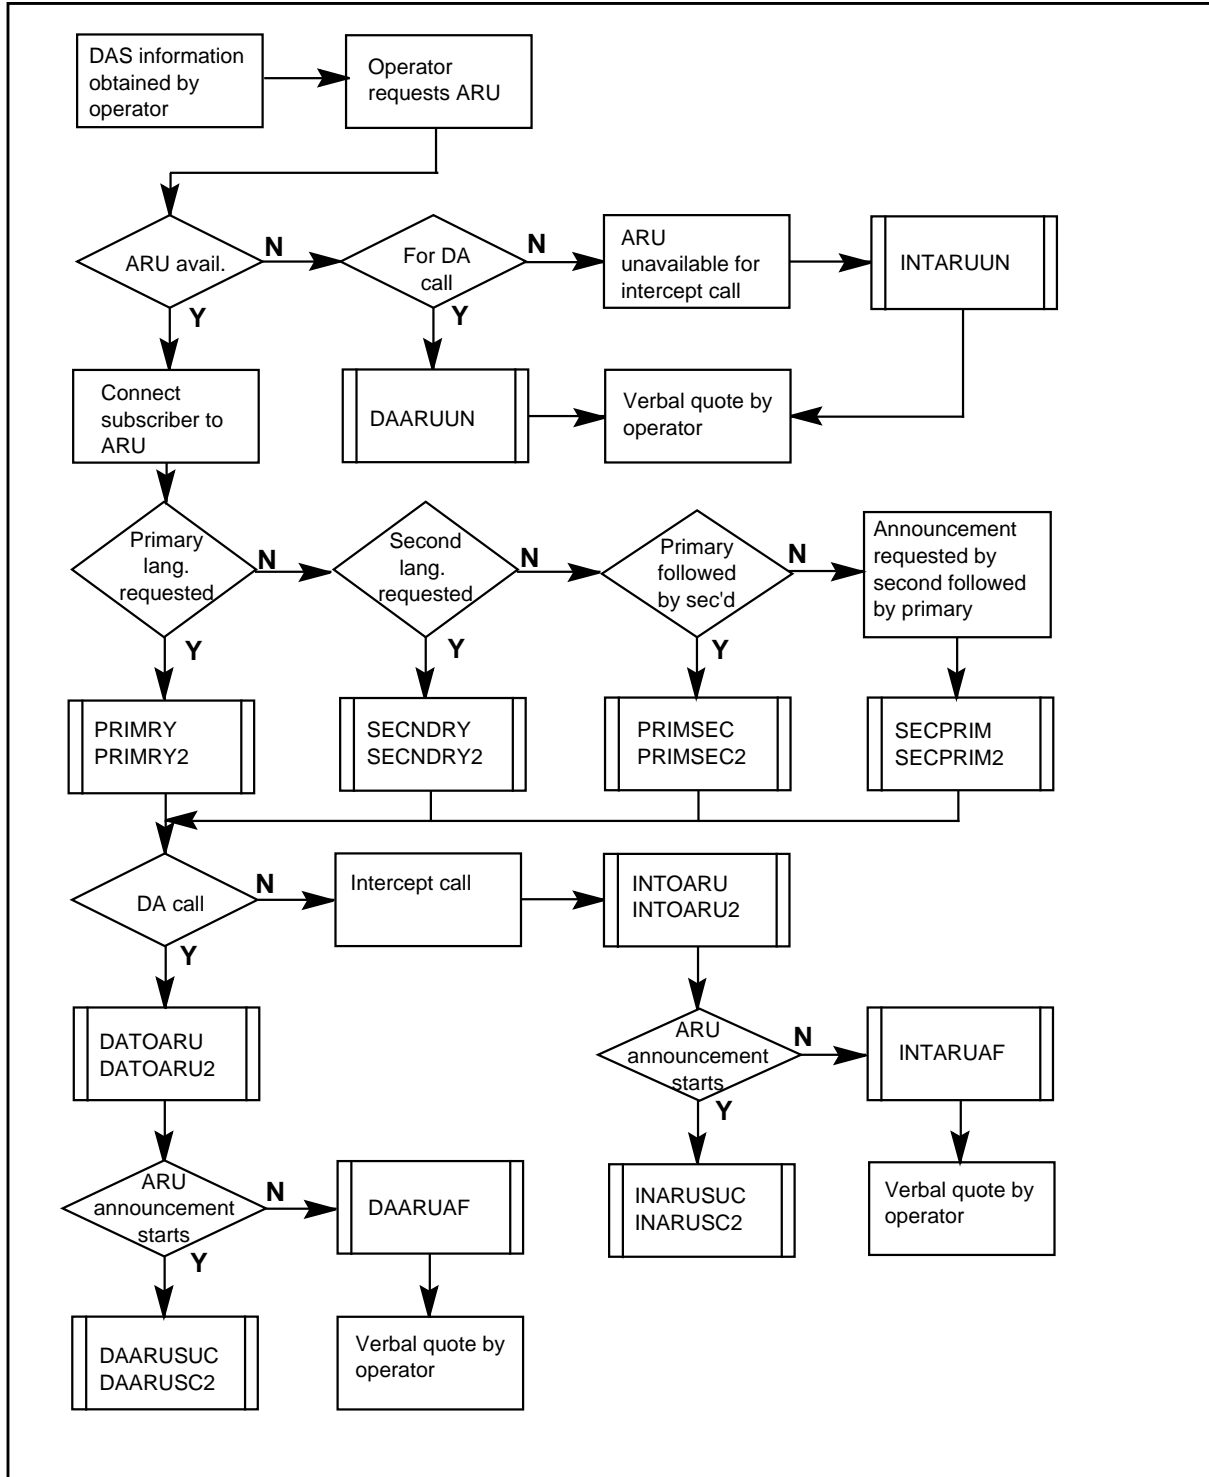 DAS information
obtained by
operator
Operator
requests ARU
ARU avail.
N
For DA
call
N
ARU
unavailable for
intercept call
INTARUUN
Y
Y
Connect
subscriber to
ARU
DAARUUN
Verbal quote by
operator
Primary
lang.
requested
N
Second
lang.
requested
N
Primary
followed
by sec'd
N
Announcement
requested by
second followed
by primary
Y
Y
Y
PRIMRY
PRIMRY2
SECNDRY
SECNDRY2
PRIMSEC
PRIMSEC2
SECPRIM
SECPRIM2
DA call
N
Intercept call
INTOARU
INTOARU2
Y
DATOARU
DATOARU2
ARU
announcement
starts
N
INTARUAF
Y
ARU
announcement
starts
N
DAARUAF
INARUSUC
INARUSC2
Verbal quote by
operator
Y
DAARUSUC
DAARUSC2
Verbal quote by
operator